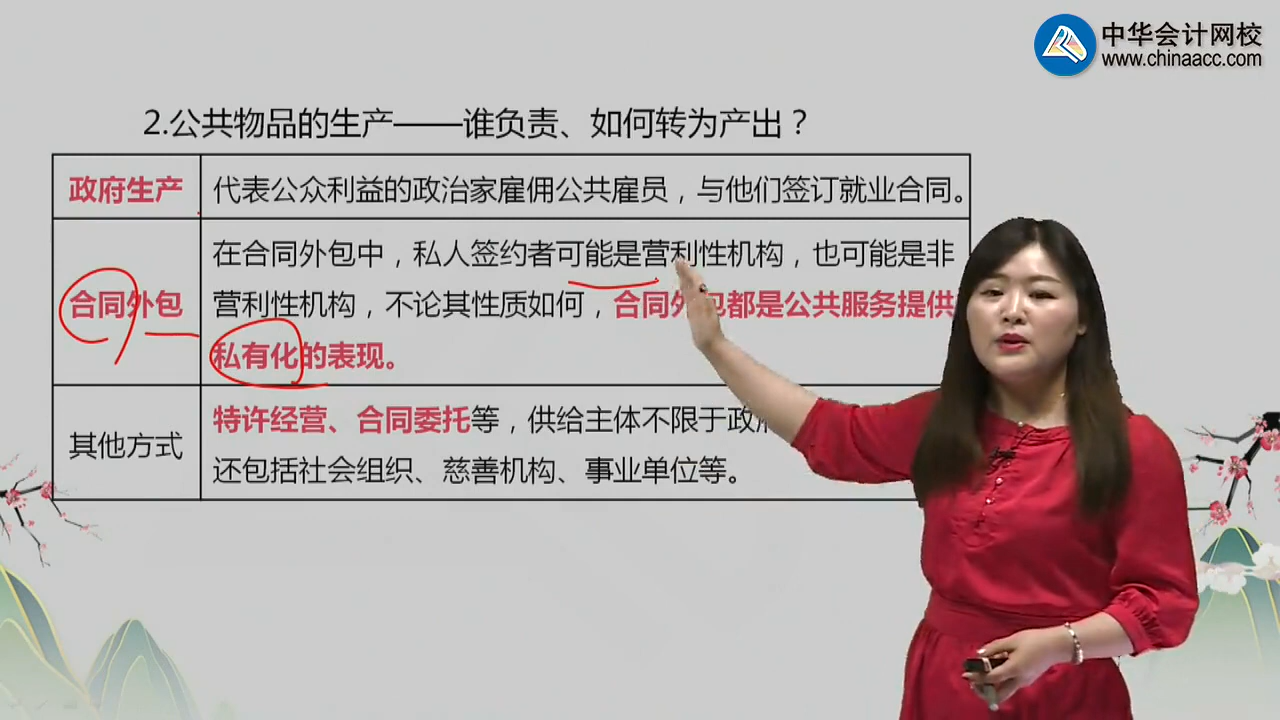 中华会计网校
www.chinaacc.com
2.公共物品的生产——谁负责、如何转为产出？
政府生产
代表公众利益的政治家雇佣公共雇员，与他们签订就业合同。
合同外包
在合同外包中，私人签约者可能是营利性机构，也可能是非
营利性机构，不论其性质如何，合同外包都是公共服务提供
私有化的表现。
其他方式
特许经营、合同委托等，供给主体不限于政
还包括社会组织、慈善机构、事业单位等。